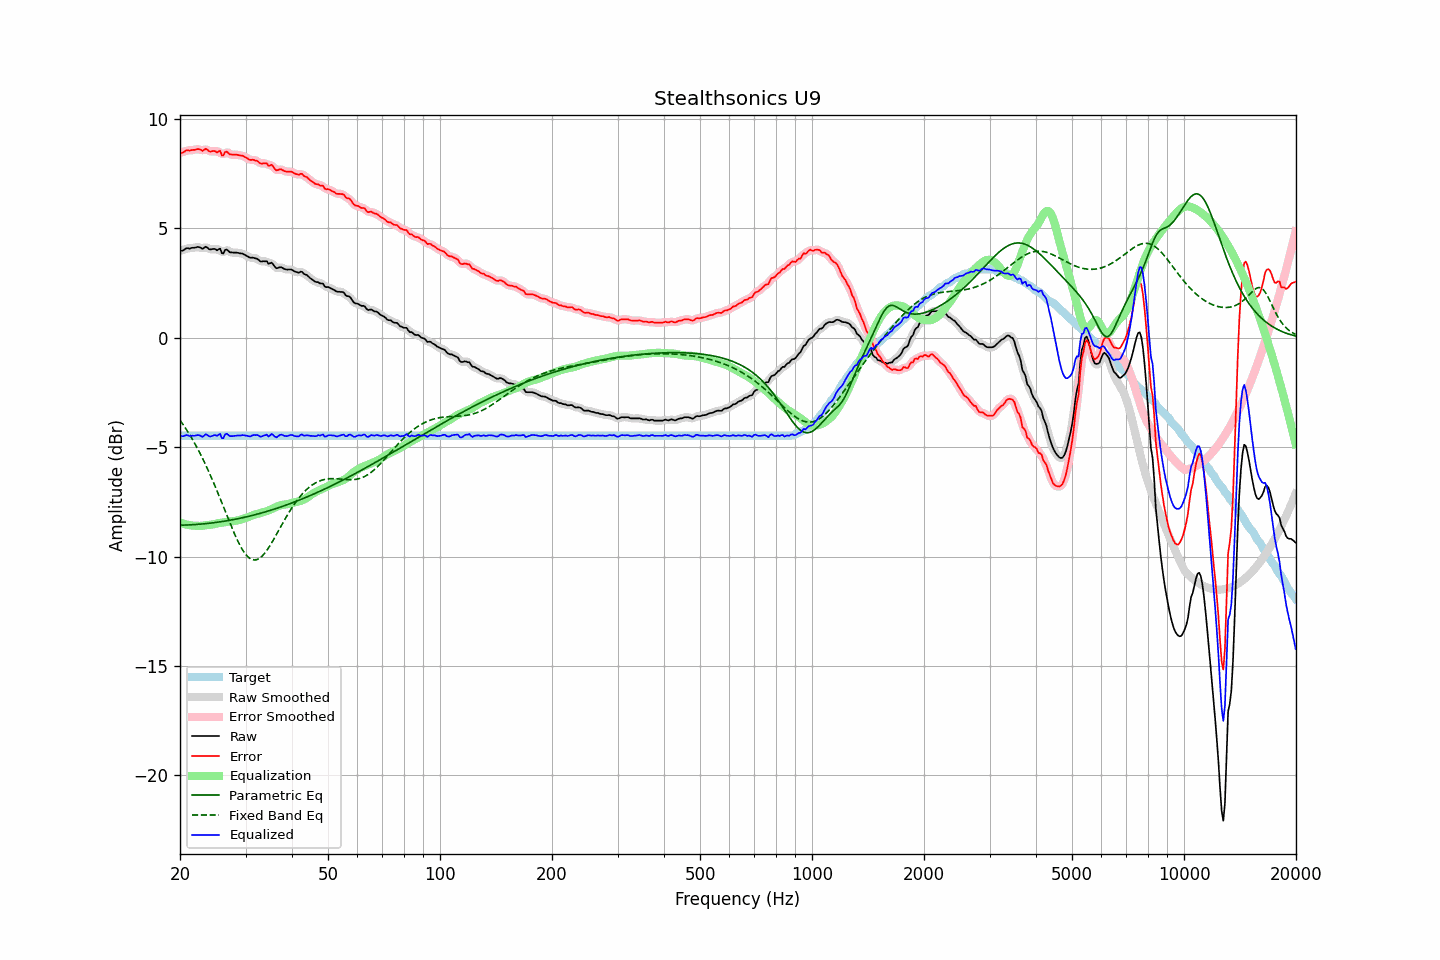 Stealthsonics U9
10
5
0
−5
−10
−15
−20
Amplitude (dBr)
Target
Raw Smoothed
Error Smoothed
Raw
Error
Equalization
Parametric Eq
Fixed Band Eq
Equalized
20 50 100 200 500 1000 2000 5000 10000 20000
Frequency (Hz)